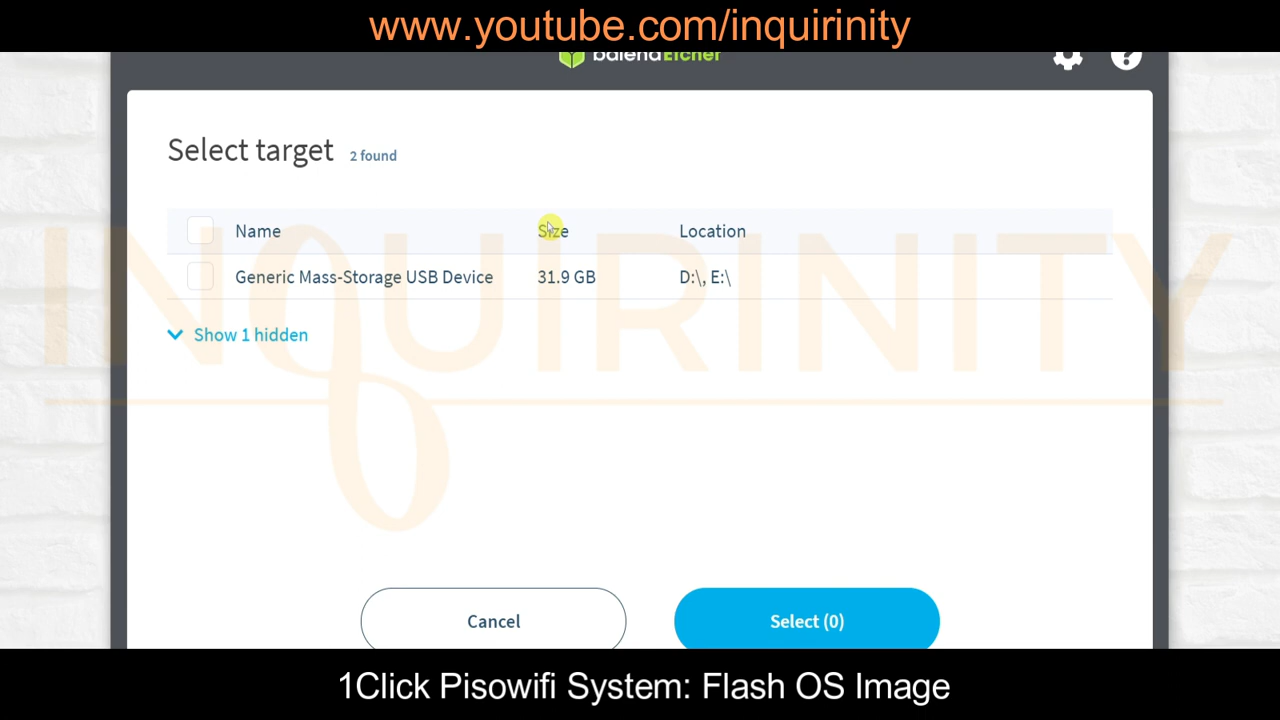 www.youtube.com/inquirinity
balenaEtcher
Select target 2 found
Name Size Location
Generic Mass-Storage USB Device 31.9 GB D:\, E:\
Show 1 hidden
INQUIRINITY
Cancel Select (0)
1Click Pisowifi System: Flash OS Image